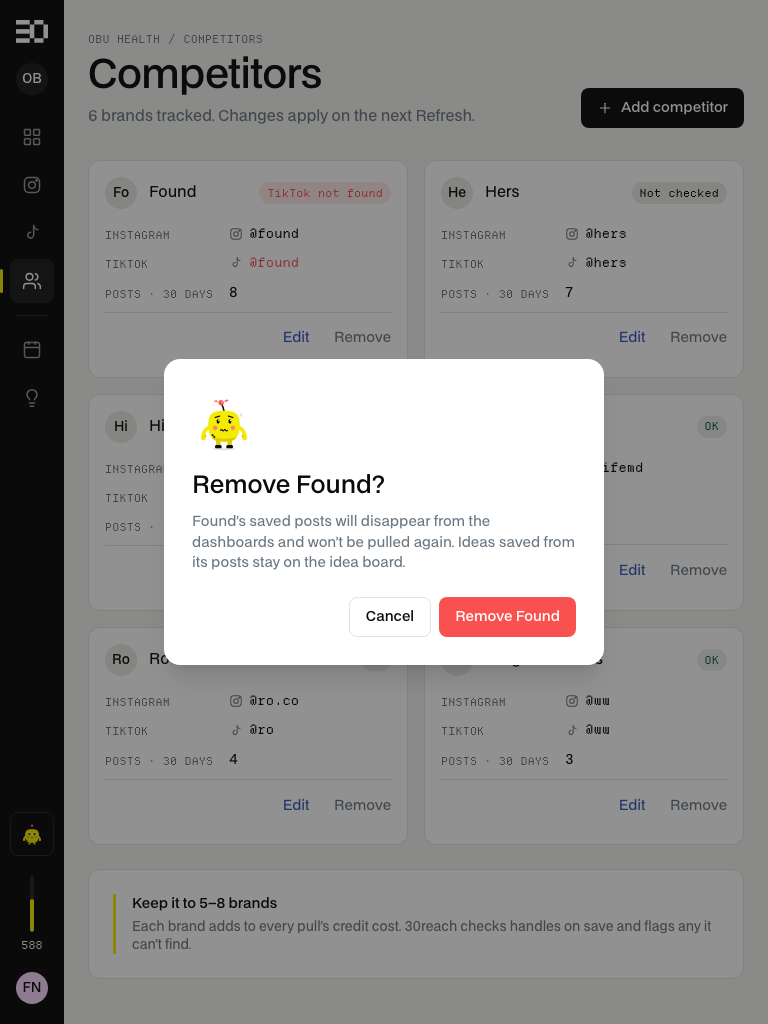 30
OBU HEALTH / COMPETITORS
OB
Competitors
6 brands tracked. Changes apply on the next Refresh.
+ Add competitor
Fo Found TikTok not found
INSTAGRAM @found
TIKTOK @found
POSTS · 30 DAYS 8
Edit Remove
He Hers Not checked
INSTAGRAM @hers
TIKTOK @hers
POSTS · 30 DAYS 7
Edit Remove
Hi Hi
INSTAGRA
TIKTOK
POSTS ·
OK
ifemd
Edit Remove
Remove Found?
Found's saved posts will disappear from the
dashboards and won't be pulled again. Ideas saved from
its posts stay on the idea board.
Cancel Remove Found
Ro Ro
INSTAGRAM @ro.co
TIKTOK @ro
POSTS · 30 DAYS 4
Edit Remove
OK
INSTAGRAM @ww
TIKTOK @ww
POSTS · 30 DAYS 3
Edit Remove
Keep it to 5–8 brands
Each brand adds to every pull's credit cost. 30reach checks handles on save and flags any it
can't find.
588
FN